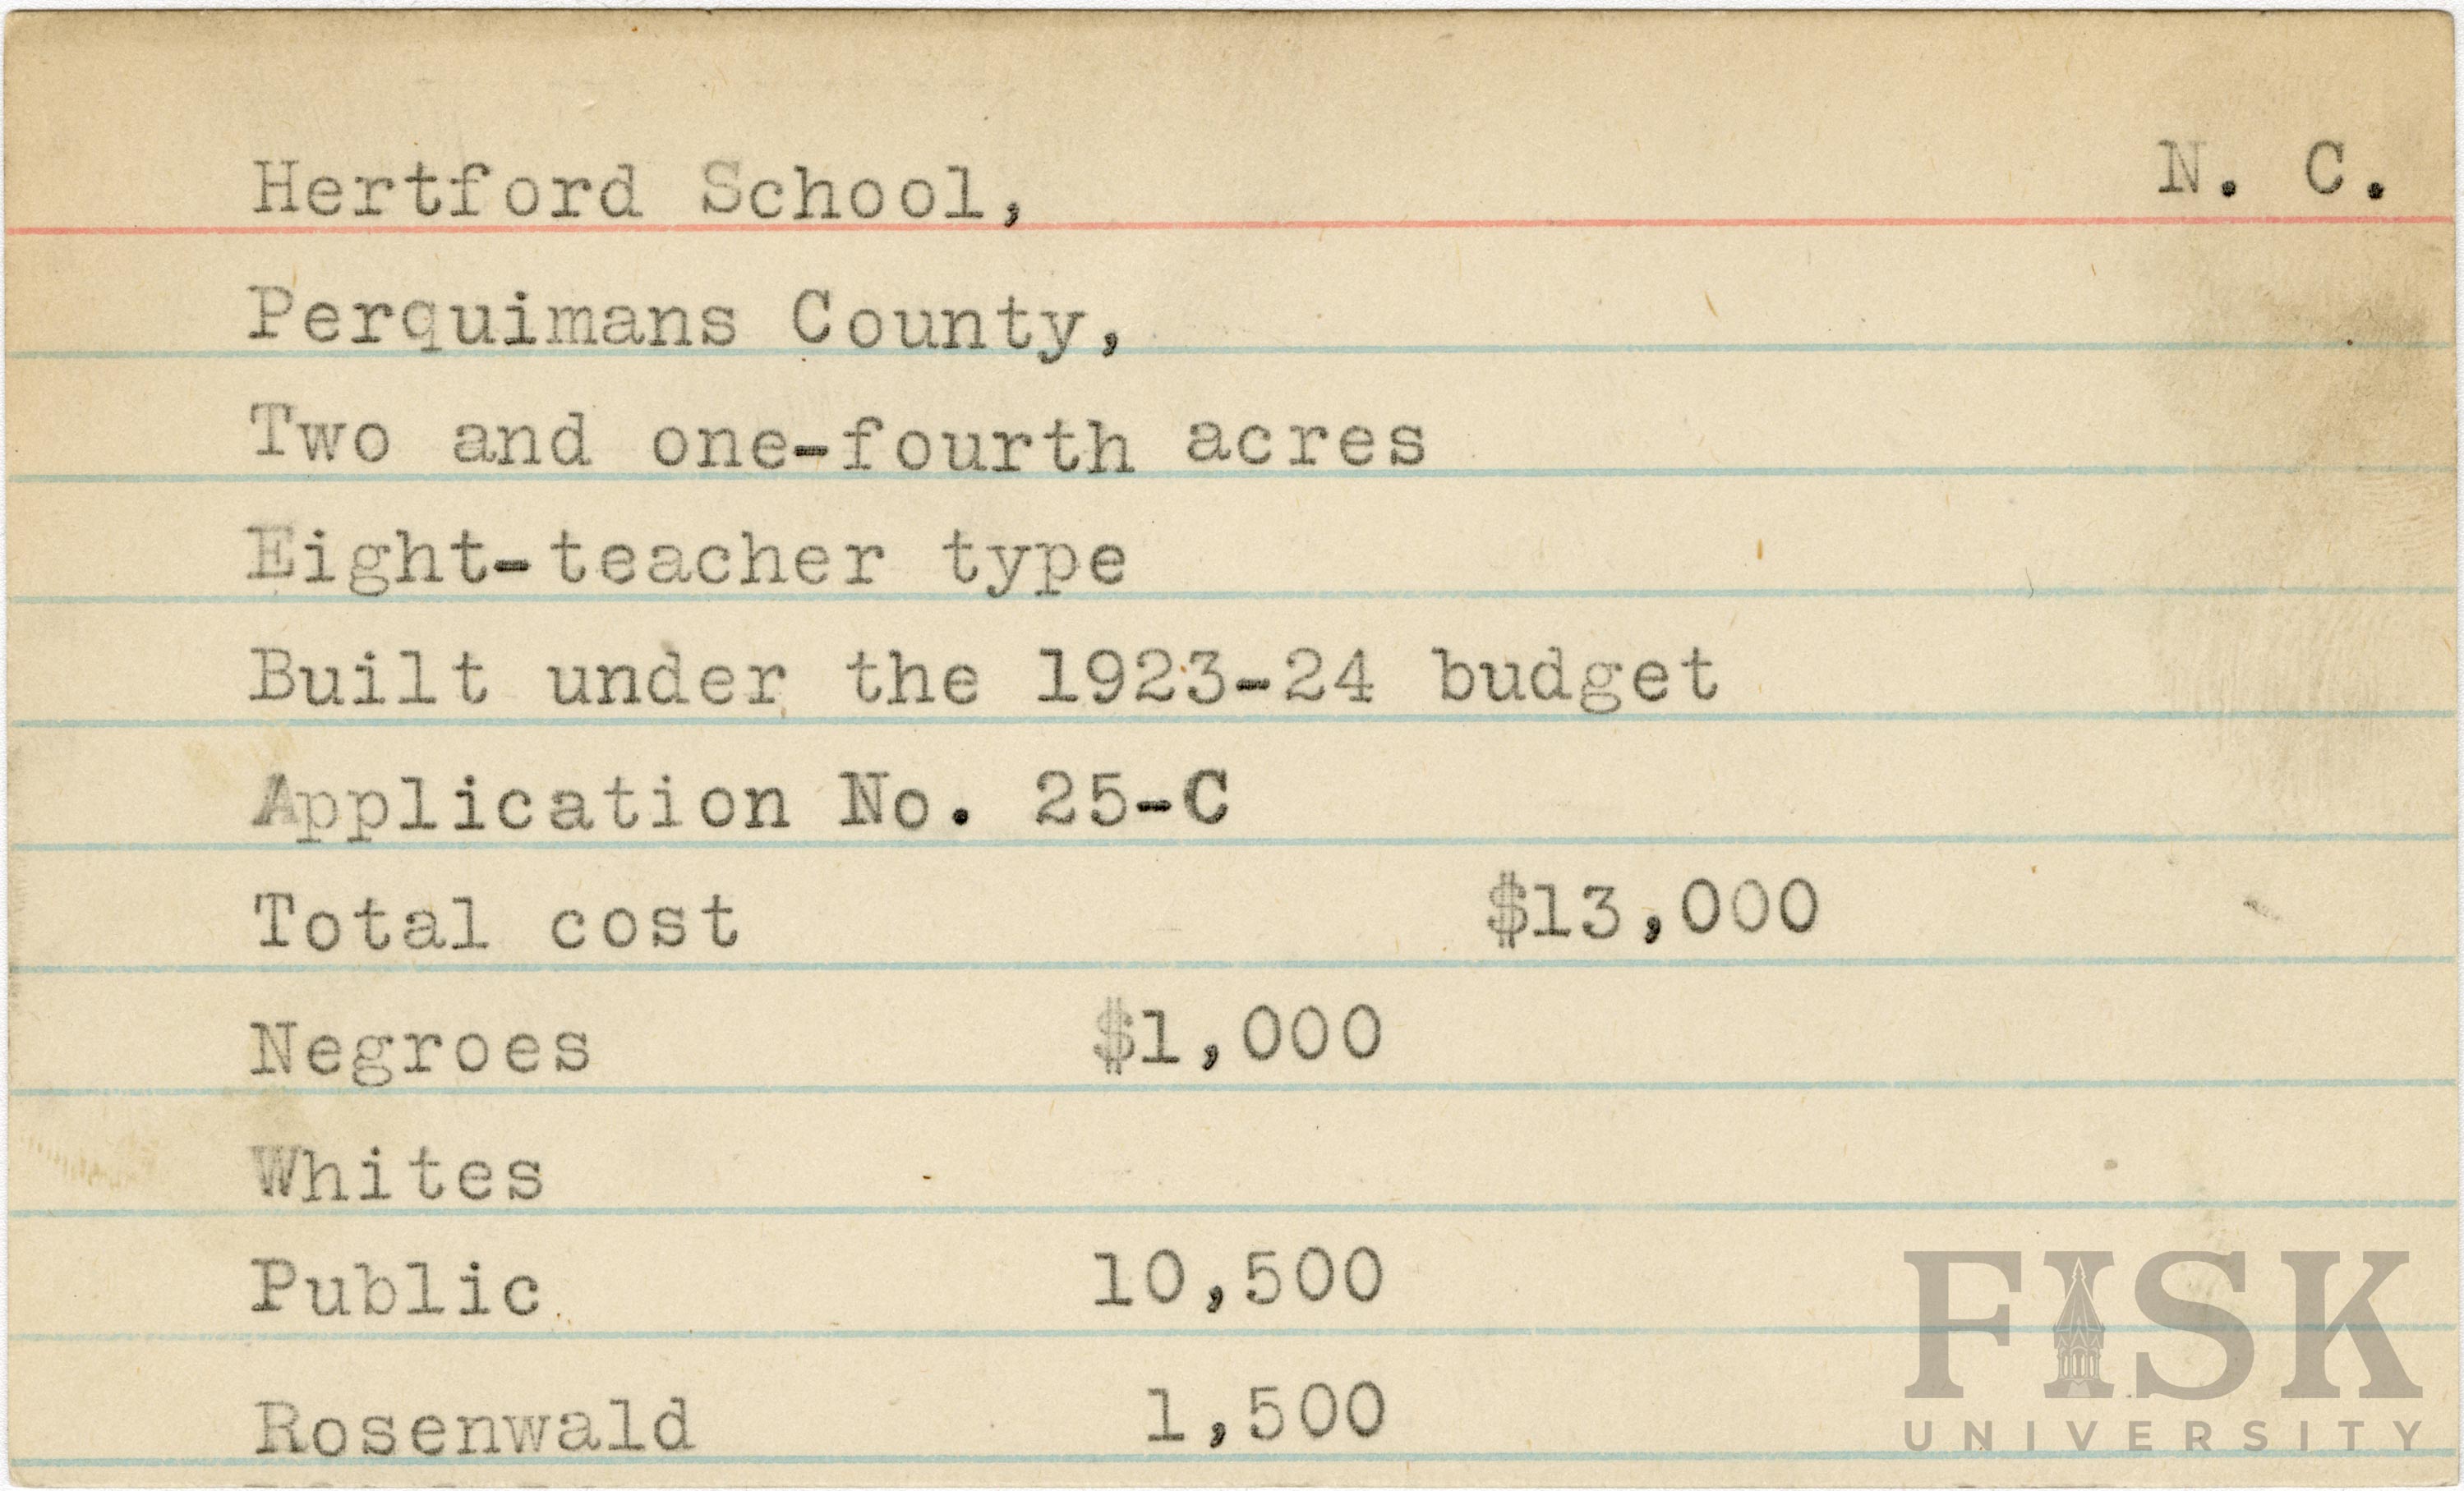 Hertford School, N. C.
Perquimans County,
Two and one-fourth acres
Eight-teacher type
Built under the 1923-24 budget
Application No. 25-C
Total cost $13,000
Negroes $1,000
Whites
Public 10,500
Rosenwald 1,500
FISK
UNIVERSITY